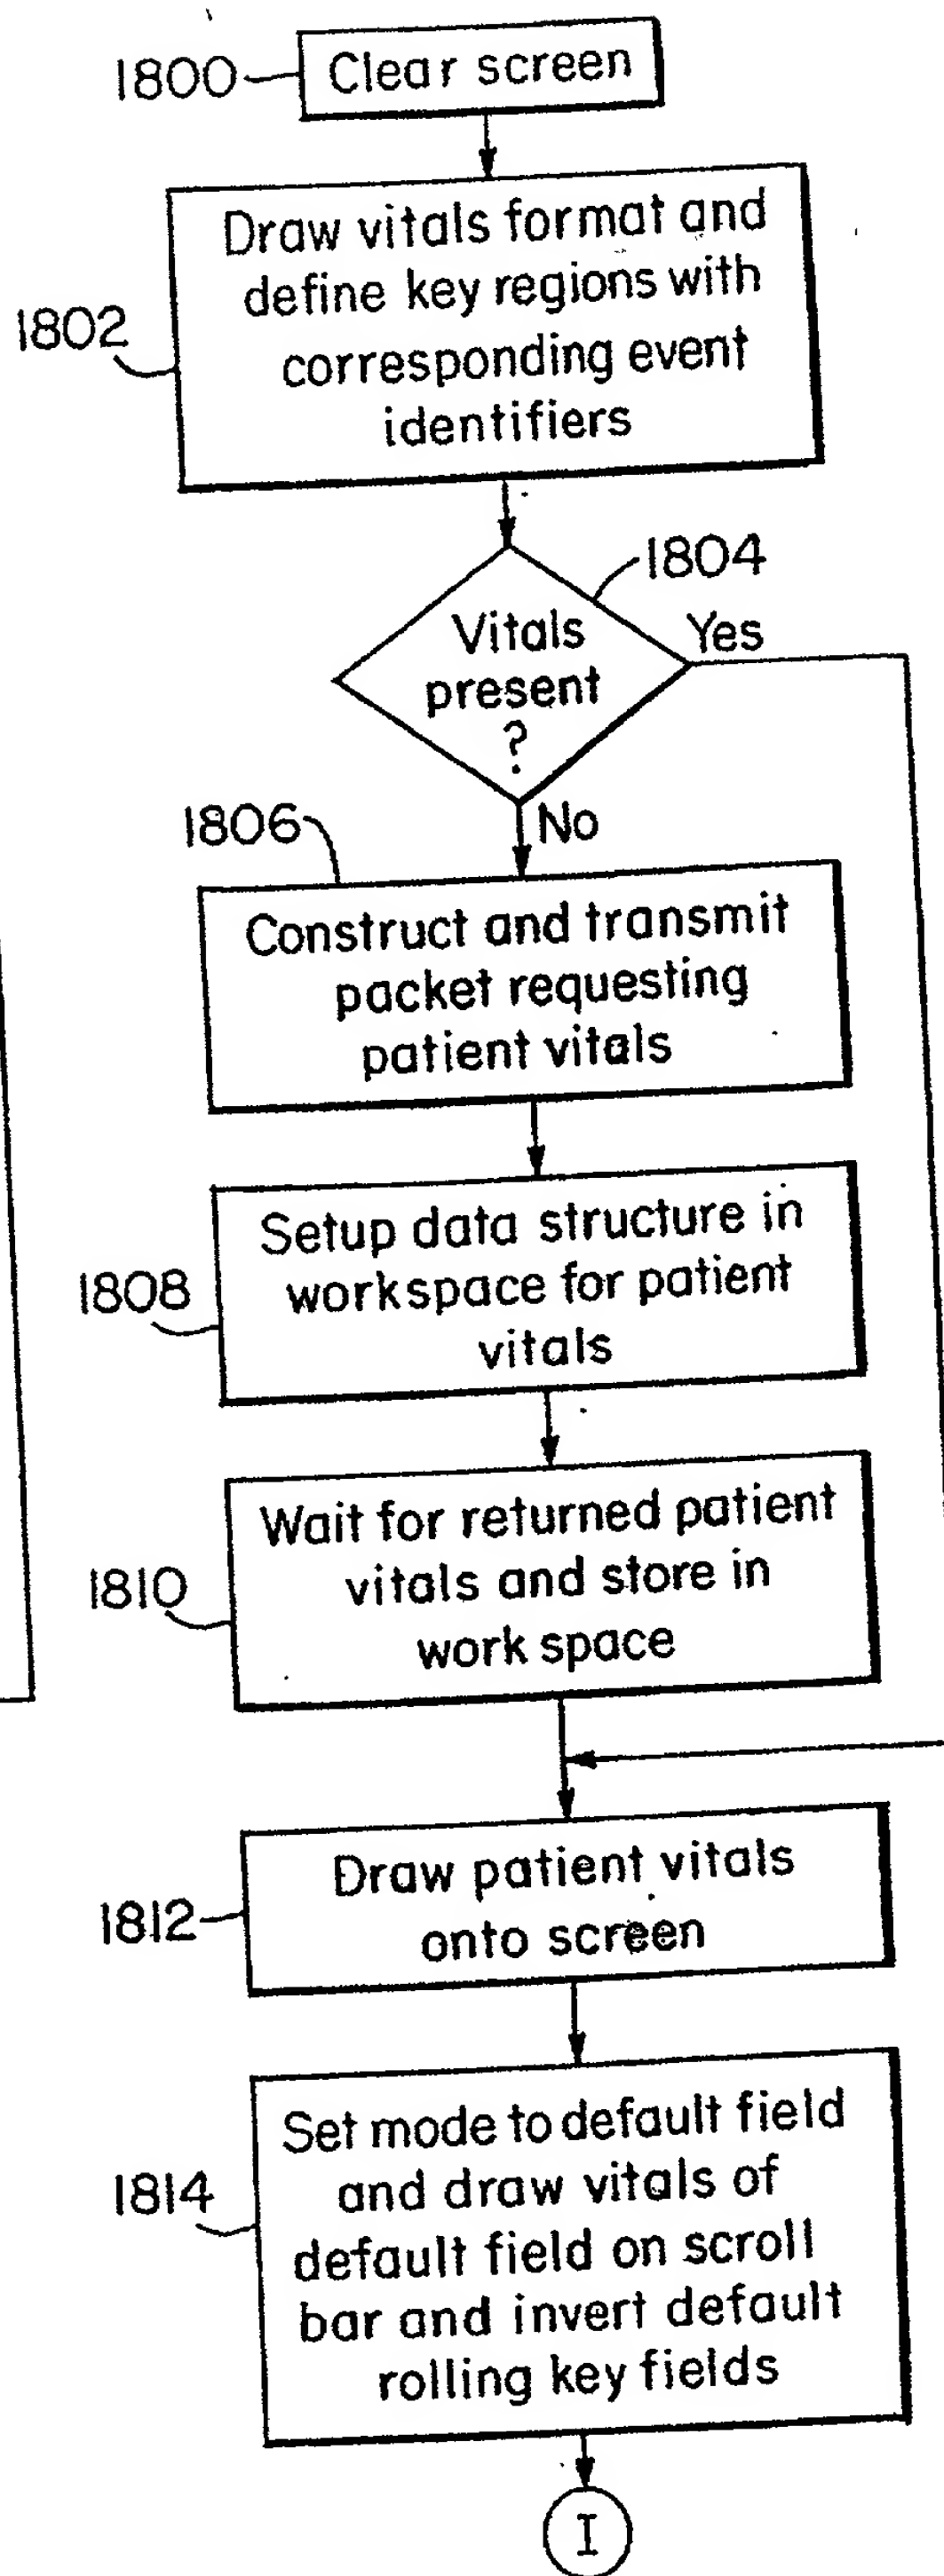 1800
Clear screen
1802
Draw vitals format and
define key regions with
corresponding event
identifiers
1804
Vitals
present
?
Yes
No
1806
Construct and transmit
packet requesting
patient vitals
1808
Setup data structure in
workspace for patient
vitals
1810
Wait for returned patient
vitals and store in
work space
1812
Draw patient vitals
onto screen
1814
Set mode to default field
and draw vitals of
default field on scroll
bar and invert default
rolling key fields
I